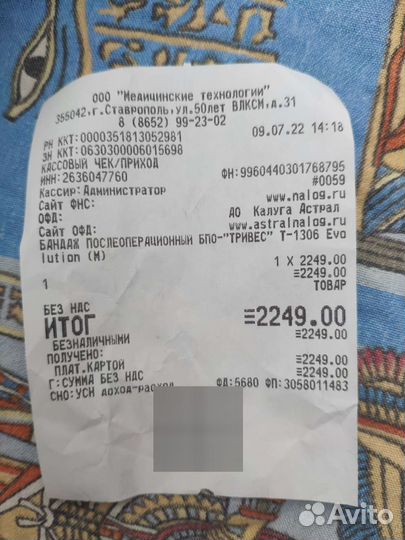 ООО "Медицинские технологии"
355042,г.Ставрополь,ул.50лет ВЛКСМ,д.31
8 (8652) 99-23-02
РН ККТ:0000351813052981 09.07.22 14:18
ЗН ККТ:0630300006015698
КАССОВЫЙ ЧЕК/ПРИХОД ФН:9960440301768795
ИНН:2636047760 #0059
Кассир:Администратор www.nalog.ru
Сайт ФНС:
ОФД: АО Калуга Астрал
Сайт ОФД: www.astralnalog.ru
БАНДАЖ ПОСЛЕОПЕРАЦИОННЫЙ БПО-"ТРИВЕС" Т-1306 Evo
lution (M) 1 X 2249.00
≡2249.00
1 ТОВАР
БЕЗ НДС
ИТОГ ≡2249.00
БЕЗНАЛИЧНЫМИ ≡2249.00
ПОЛУЧЕНО:
ПЛАТ.КАРТОЙ ≡2249.00
Г:СУММА БЕЗ НДС ≡2249.00
СНО:УСН доход-расход ФД:5680 ФП:3058011483
Avito